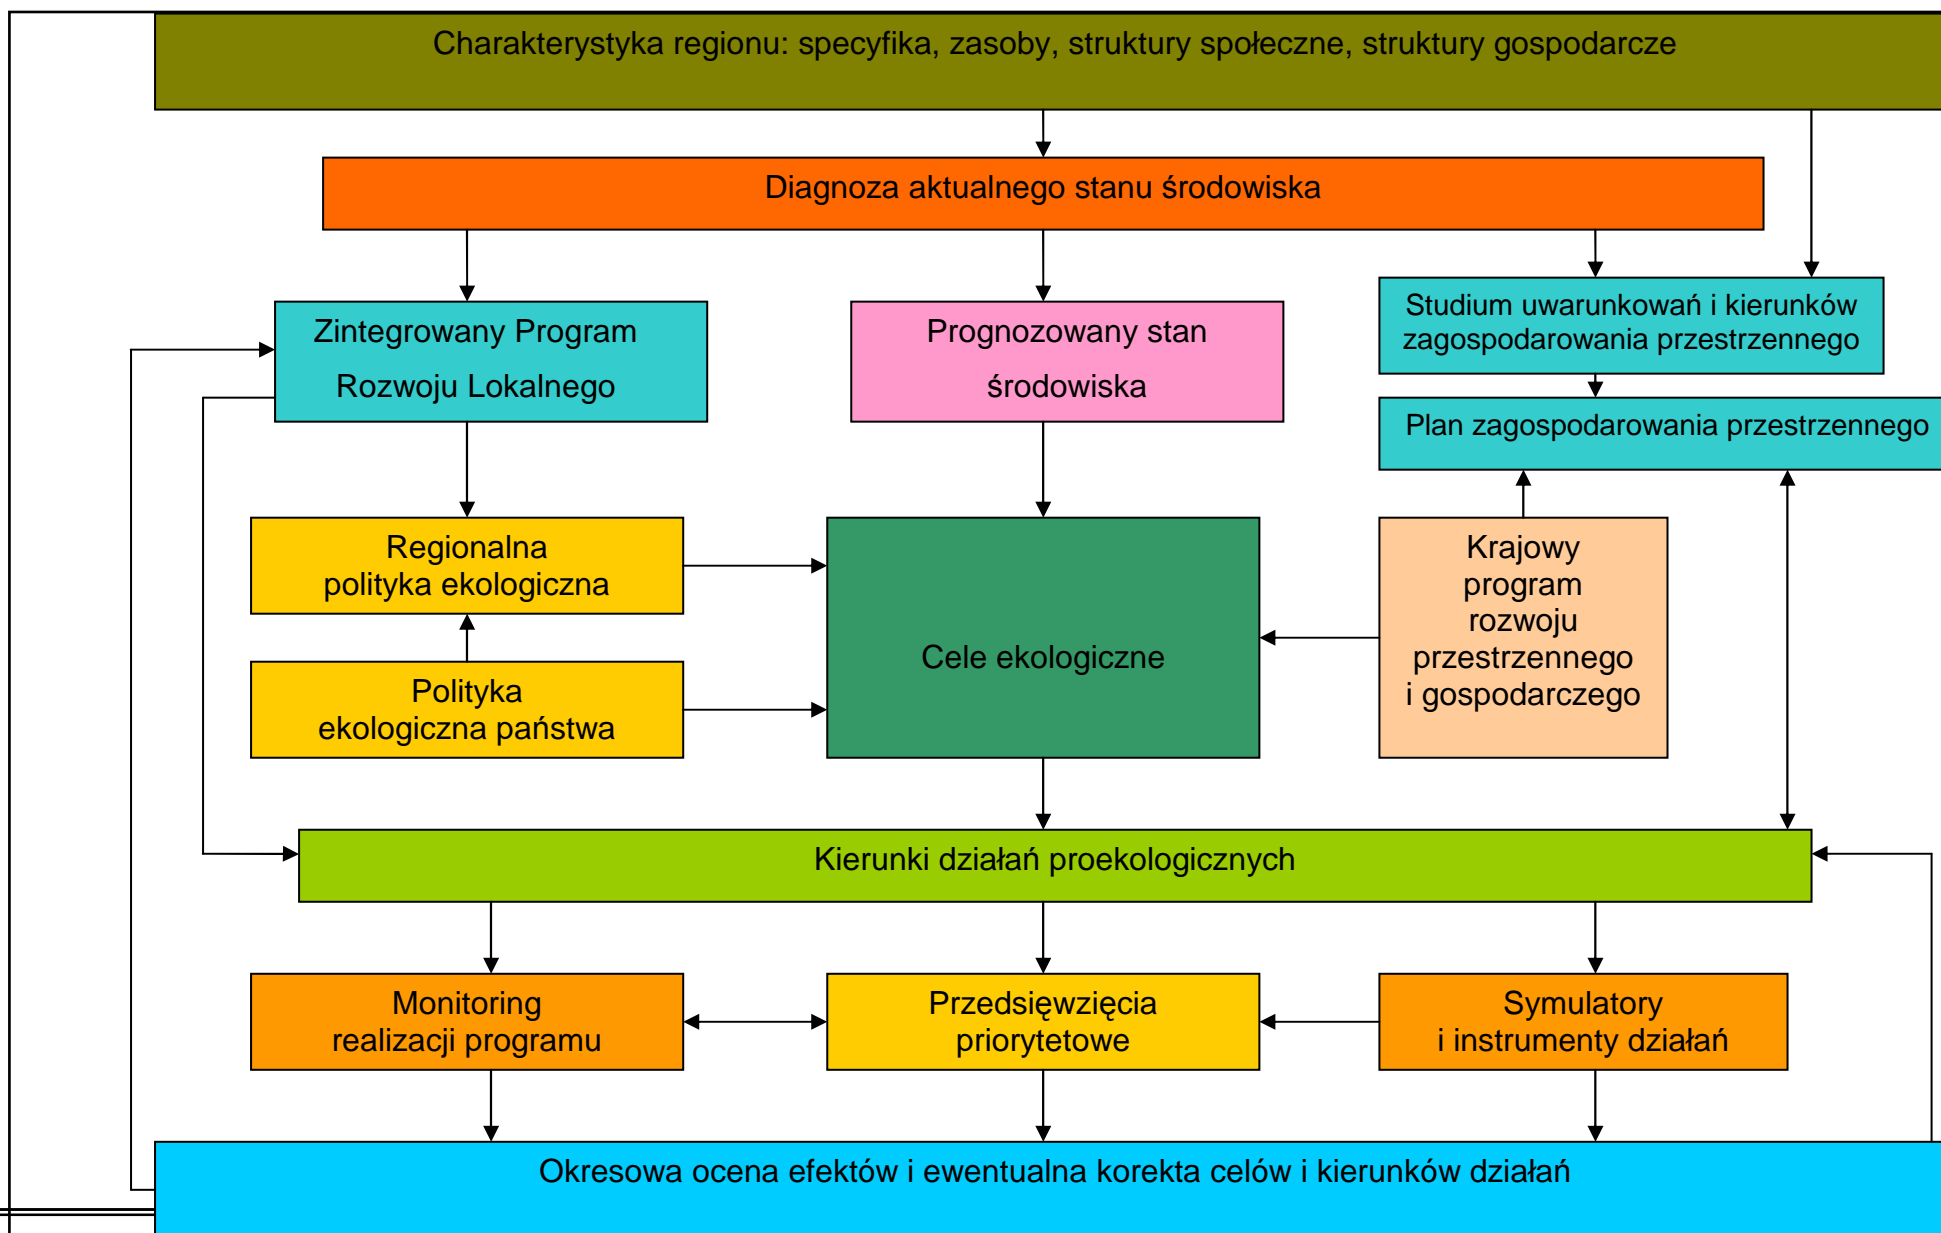 Charakterystyka regionu: specyfika, zasoby, struktury społeczne, struktury gospodarcze
Diagnoza aktualnego stanu środowiska
Zintegrowany Program
Rozwoju Lokalnego
Prognozowany stan
środowiska
Studium uwarunkowań i kierunków
zagospodarowania przestrzennego
Plan zagospodarowania przestrzennego
Regionalna
polityka ekologiczna
Polityka
ekologiczna państwa
Cele ekologiczne
Krajowy
program
rozwoju
przestrzennego
i gospodarczego
Kierunki działań proekologicznych
Monitoring
realizacji programu
Przedsięwzięcia
priorytetowe
Symulatory
i instrumenty działań
Okresowa ocena efektów i ewentualna korekta celów i kierunków działań